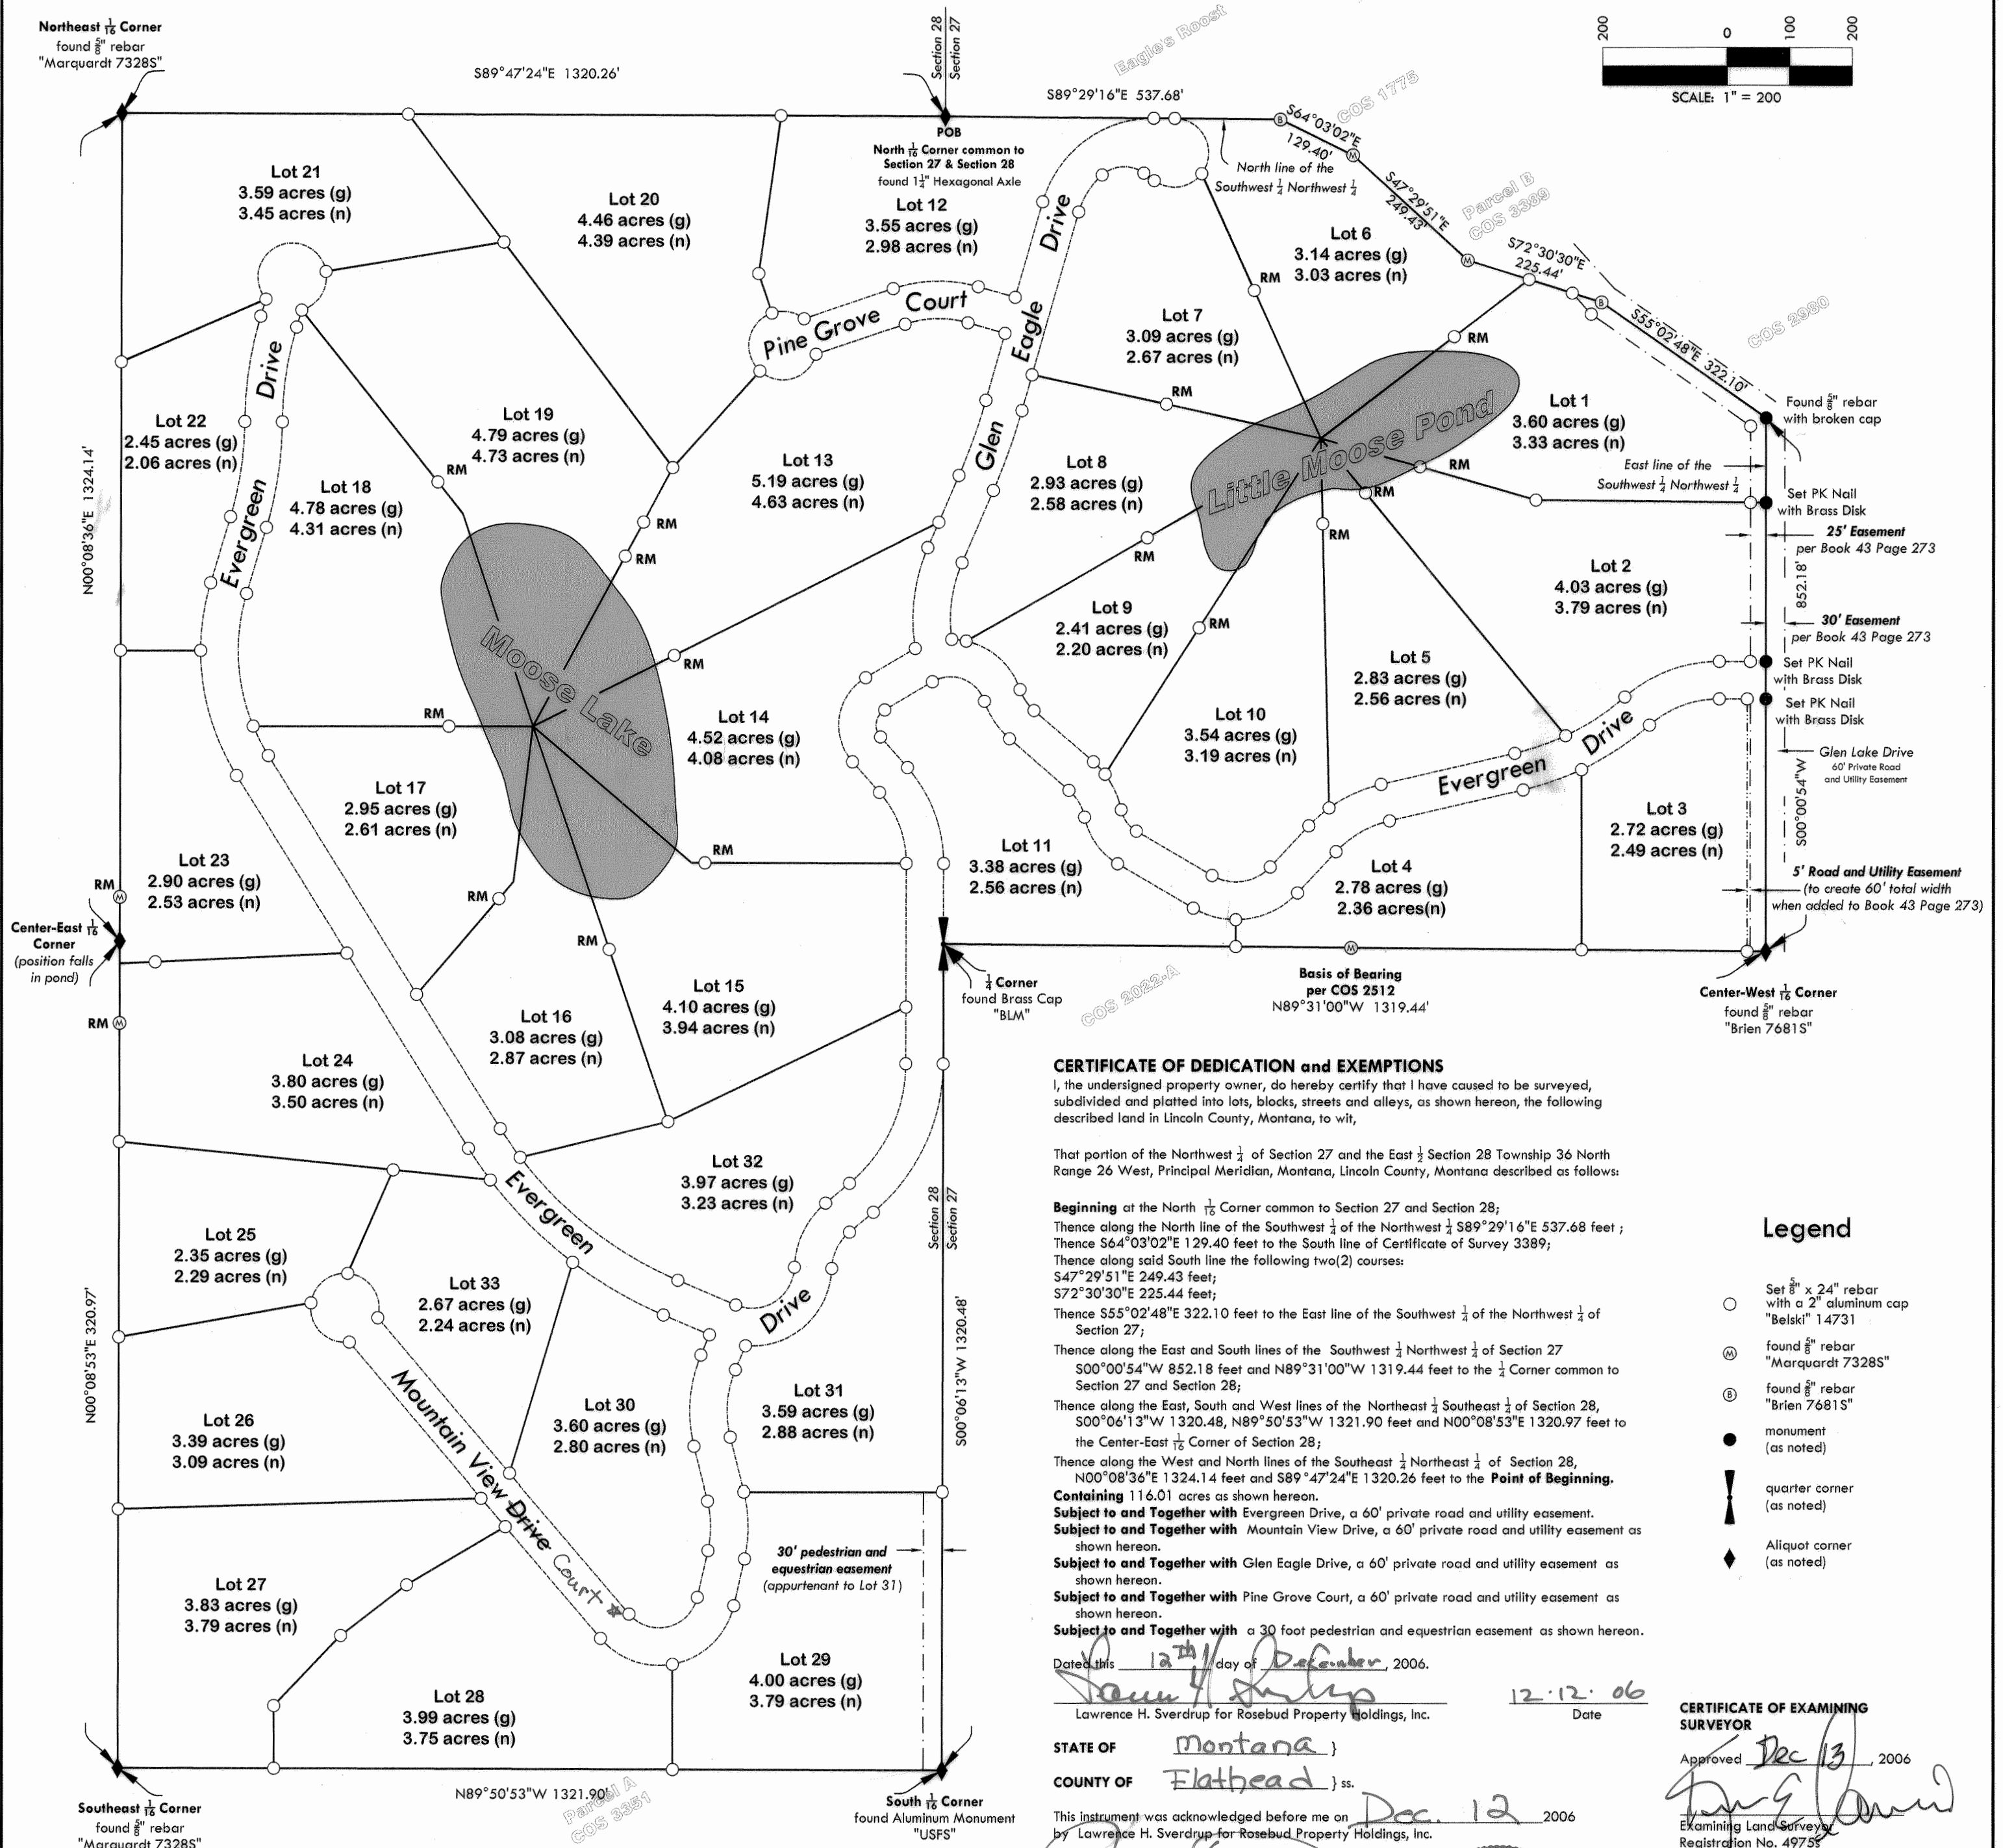 Northeast 1/16 Corner
found 5/8" rebar
"Marquardt 7328S"
S89°47'24"E 1320.26'
Section 28
Section 27
Eagle's Roost
S89°29'16"E 537.68'
COS 1775
200 0 100 200
SCALE: 1" = 200
POB
North 1/16 Corner common to
Section 27 & Section 28
found 1 1/4" Hexagonal Axle
S64°03'02"E
129.40'
North line of the
Southwest 1/4 Northwest 1/4
S47°29'51"E
249.43'
Parcel B
COS 3389
S72°30'30"E
225.44'
S55°02'48"E 322.10'
COS 2980
Lot 21
3.59 acres (g)
3.45 acres (n)
Lot 20
4.46 acres (g)
4.39 acres (n)
Lot 12
3.55 acres (g)
2.98 acres (n)
Lot 6
3.14 acres (g)
3.03 acres (n)
RM
Glen Eagle Drive
Pine Grove Court
Lot 7
3.09 acres (g)
2.67 acres (n)
RM
RM
Little Moose Pond
Lot 1
3.60 acres (g)
3.33 acres (n)
Found 5/8" rebar
with broken cap
East line of the
Southwest 1/4 Northwest 1/4
Set PK Nail
with Brass Disk
25' Easement
per Book 43 Page 273
852.18'
30' Easement
per Book 43 Page 273
Set PK Nail
with Brass Disk
Set PK Nail
with Brass Disk
Glen Lake Drive
60' Private Road
and Utility Easement
S00°00'54"W
5' Road and Utility Easement
(to create 60' total width
when added to Book 43 Page 273)
Evergreen Drive
N00°08'36"E 1324.14'
Lot 22
2.45 acres (g)
2.06 acres (n)
Lot 18
4.78 acres (g)
4.31 acres (n)
Lot 19
4.79 acres (g)
4.73 acres (n)
RM
Lot 13
5.19 acres (g)
4.63 acres (n)
RM
RM
Lot 8
2.93 acres (g)
2.58 acres (n)
RM
RM
RM
RM
Lot 2
4.03 acres (g)
3.79 acres (n)
Lot 9
2.41 acres (g)
2.20 acres (n)
RM
Lot 5
2.83 acres (g)
2.56 acres (n)
Lot 10
3.54 acres (g)
3.19 acres (n)
Moose Lake
RM
RM
Lot 14
4.52 acres (g)
4.08 acres (n)
Lot 17
2.95 acres (g)
2.61 acres (n)
RM
RM
RM
Evergreen Drive
Lot 11
3.38 acres (g)
2.56 acres (n)
Lot 4
2.78 acres (g)
2.36 acres(n)
Lot 3
2.72 acres (g)
2.49 acres (n)
Lot 23
2.90 acres (g)
2.53 acres (n)
RM M
Center-East 1/16
Corner
(position falls
in pond)
RM M
1/4 Corner
found Brass Cap
"BLM"
COS 2022-A
Basis of Bearing
per COS 2512
N89°31'00"W 1319.44'
Center-West 1/16 Corner
found 5/8" rebar
"Brien 7681S"
Lot 15
4.10 acres (g)
3.94 acres (n)
Lot 16
3.08 acres (g)
2.87 acres (n)
Lot 24
3.80 acres (g)
3.50 acres (n)
Lot 32
3.97 acres (g)
3.23 acres (n)
Section 28
Section 27
Evergreen Drive
Lot 25
2.35 acres (g)
2.29 acres (n)
Lot 33
2.67 acres (g)
2.24 acres (n)
N00°08'53"E 1320.97'
S00°06'13"W 1320.48'
Lot 26
3.39 acres (g)
3.09 acres (n)
Mountain View Drive Court
Lot 30
3.60 acres (g)
2.80 acres (n)
Lot 31
3.59 acres (g)
2.88 acres (n)
30' pedestrian and
equestrian easement
(appurtenant to Lot 31)
Lot 27
3.83 acres (g)
3.79 acres (n)
Lot 28
3.99 acres (g)
3.75 acres (n)
Lot 29
4.00 acres (g)
3.79 acres (n)
N89°50'53"W 1321.90'
Parcel A
COS 3351
Southeast 1/16 Corner
found 5/8" rebar
"Marquardt 7328S"
South 1/16 Corner
found Aluminum Monument
"USFS"
CERTIFICATE OF DEDICATION and EXEMPTIONS
I, the undersigned property owner, do hereby certify that I have caused to be surveyed,
subdivided and platted into lots, blocks, streets and alleys, as shown hereon, the following
described land in Lincoln County, Montana, to wit,
That portion of the Northwest 1/4 of Section 27 and the East 1/2 Section 28 Township 36 North
Range 26 West, Principal Meridian, Montana, Lincoln County, Montana described as follows:
Beginning at the North 1/16 Corner common to Section 27 and Section 28;
Thence along the North line of the Southwest 1/4 of the Northwest 1/4 S89°29'16"E 537.68 feet ;
Thence S64°03'02"E 129.40 feet to the South line of Certificate of Survey 3389;
Thence along said South line the following two(2) courses:
S47°29'51"E 249.43 feet;
S72°30'30"E 225.44 feet;
Thence S55°02'48"E 322.10 feet to the East line of the Southwest 1/4 of the Northwest 1/4 of
Section 27;
Thence along the East and South lines of the Southwest 1/4 Northwest 1/4 of Section 27
S00°00'54"W 852.18 feet and N89°31'00"W 1319.44 feet to the 1/4 Corner common to
Section 27 and Section 28;
Thence along the East, South and West lines of the Northeast 1/4 Southeast 1/4 of Section 28,
S00°06'13"W 1320.48, N89°50'53"W 1321.90 feet and N00°08'53"E 1320.97 feet to
the Center-East 1/16 Corner of Section 28;
Thence along the West and North lines of the Southeast 1/4 Northeast 1/4 of Section 28,
N00°08'36"E 1324.14 feet and S89°47'24"E 1320.26 feet to the Point of Beginning.
Containing 116.01 acres as shown hereon.
Subject to and Together with Evergreen Drive, a 60' private road and utility easement.
Subject to and Together with Mountain View Drive, a 60' private road and utility easement as
shown hereon.
Subject to and Together with Glen Eagle Drive, a 60' private road and utility easement as
shown hereon.
Subject to and Together with Pine Grove Court, a 60' private road and utility easement as
shown hereon.
Subject to and Together with a 30 foot pedestrian and equestrian easement as shown hereon.
Dated this 12th day of December, 2006.
12·12·06
Lawrence H. Sverdrup for Rosebud Property Holdings, Inc. Date
STATE OF Montana }
COUNTY OF Flathead } ss.
This instrument was acknowledged before me on Dec. 12 2006
by Lawrence H. Sverdrup for Rosebud Property Holdings, Inc.
Legend
Set 5/8" x 24" rebar
with a 2" aluminum cap
"Belski" 14731
M found 5/8" rebar
"Marquardt 7328S"
B found 5/8" rebar
"Brien 7681S"
monument
(as noted)
quarter corner
(as noted)
Aliquot corner
(as noted)
CERTIFICATE OF EXAMINING
SURVEYOR
Approved Dec 13, 2006
Examining Land Surveyor
Registration No. 4975s